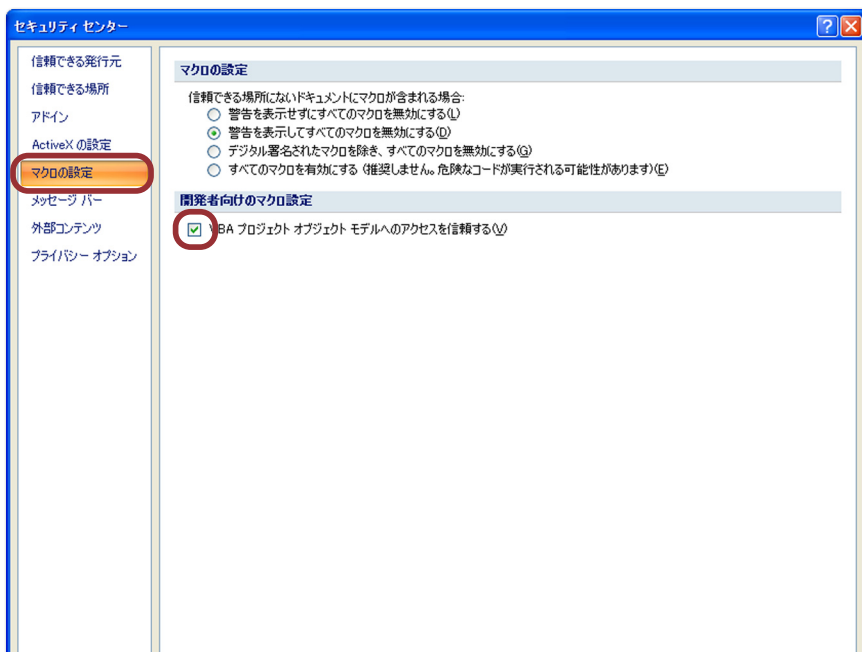 セキュリティ センター
信頼できる発行元
信頼できる場所
アドイン
ActiveX の設定
マクロの設定
メッセージ バー
外部コンテンツ
プライバシー オプション
マクロの設定
信頼できる場所にないドキュメントにマクロが含まれる場合:
警告を表示せずにすべてのマクロを無効にする(L)
警告を表示してすべてのマクロを無効にする(D)
デジタル署名されたマクロを除き、すべてのマクロを無効にする(G)
すべてのマクロを有効にする (推奨しません。危険なコードが実行される可能性があります)(E)
開発者向けのマクロ設定
VBA プロジェクト オブジェクト モデルへのアクセスを信頼する(V)